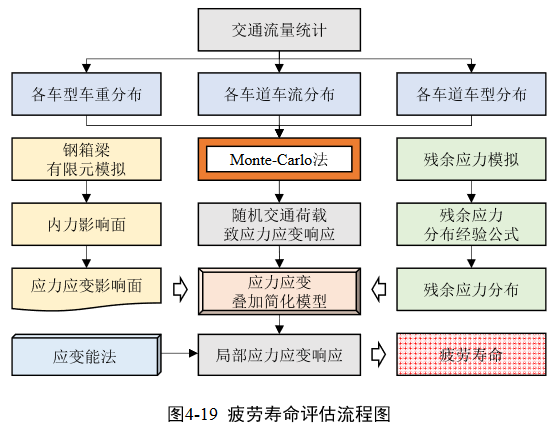 交通流量统计
各车型车重分布
各车道车流分布
各车道车型分布
钢箱梁
有限元模拟
Monte-Carlo法
残余应力模拟
内力影响面
随机交通荷载
致应力应变响应
残余应力
分布经验公式
应力应变影响面
应力应变
叠加简化模型
残余应力分布
应变能法
局部应力应变响应
疲劳寿命
图4-19 疲劳寿命评估流程图